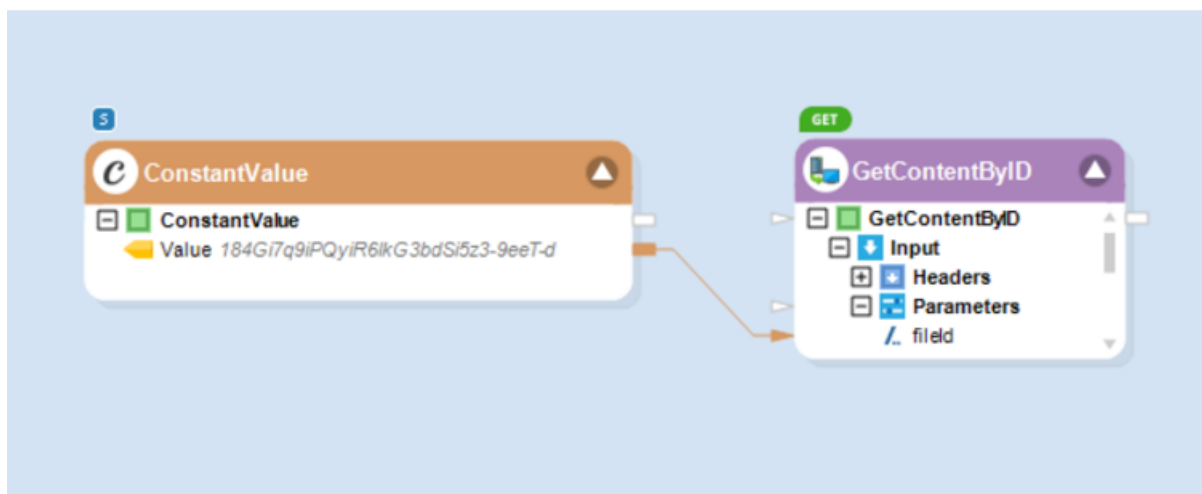 S
GET
C ConstantValue
GetContentByID
ConstantValue
Value 184Gi7q9iPQyiR6lkG3bdSi5z3-9eeT-d
GetContentByID
Input
Headers
Parameters
/.. fileId